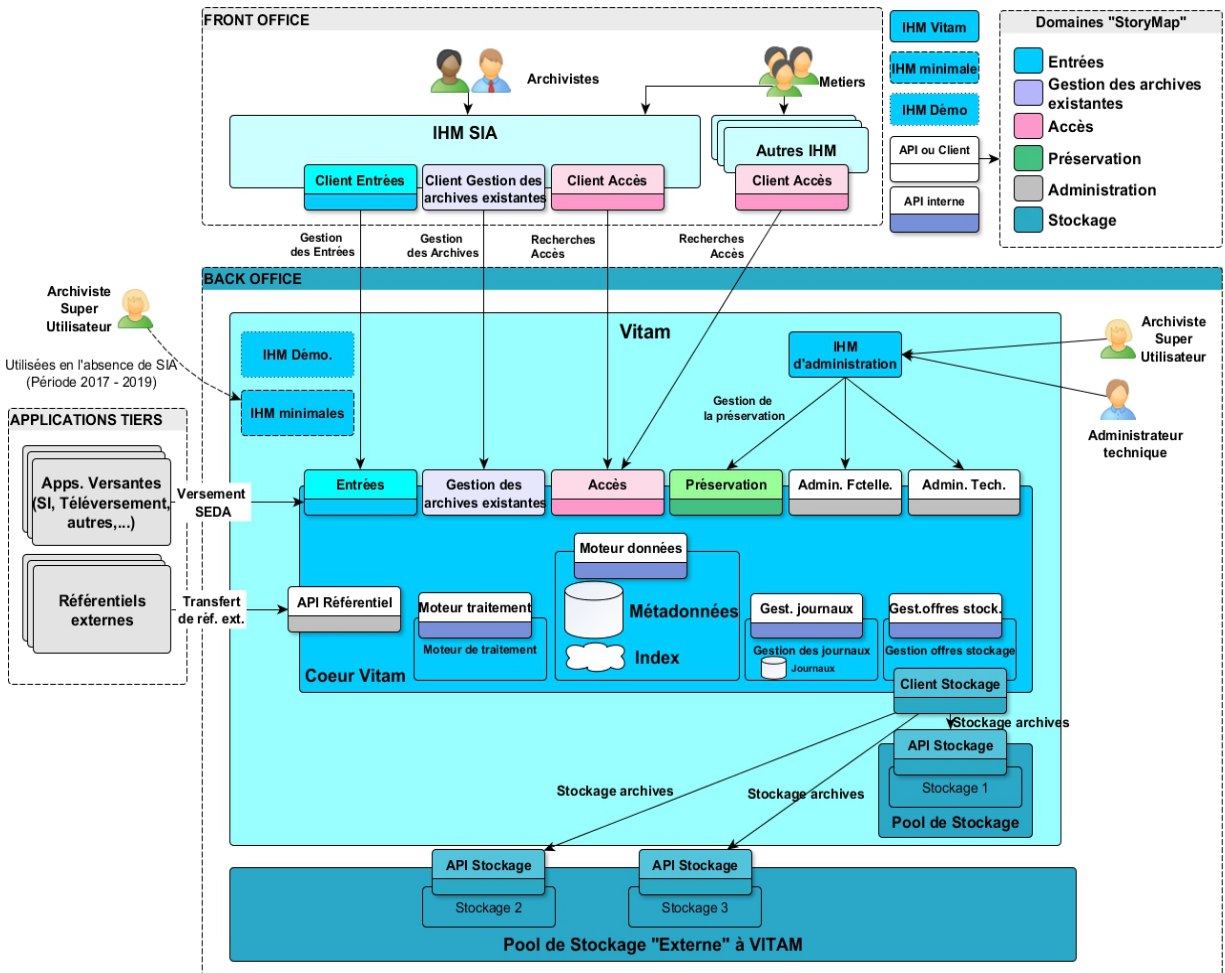 FRONT OFFICE
Archivistes
Metiers
IHM SIA
Autres IHM
Client Entrées
Client Gestion des
archives existantes
Client Accès
Client Accès
IHM Vitam
IHM minimale
IHM Dèmo
API ou Client
API interne
Domaines "StoryMap"
Entrées
Gestion des archives
existantes
Accès
Préservation
Administration
Stockage
Gestion
des Entrées
Gestion
des Archives
Recherches
Accès
Recherches
Accès
BACK OFFICE
Archiviste
Super
Utilisateur
Utilisées en l'absence de SIA
(Période 2017 - 2019)
Vitam
IHM Dèmo.
IHM minimales
IHM
d'administration
Archiviste
Super
Utilisateur
Administrateur
technique
Gestion de
la préservation
APPLICATIONS TIERS
Apps. Versantes
(SI, Téléversement,
autres,...)
Versement
SEDA
Référentiels
externes
Transfert
de réf. ext.
Entrées
Gestion des
archives existantes
Accès
Préservation
Admin. Fctelle.
Admin. Tech.
API Référentiel
Moteur traitement
Moteur de traitement
Moteur données
Métadonnées
Index
Gest. journaux
Gestion des journaux
Journaux
Gest.offres stock.
Gestion offres stockage
Coeur Vitam
Client Stockage
Stockage archives
API Stockage
Stockage 1
Pool de Stockage
Stockage archives
Stockage archives
API Stockage
Stockage 2
API Stockage
Stockage 3
Pool de Stockage "Externe" à VITAM